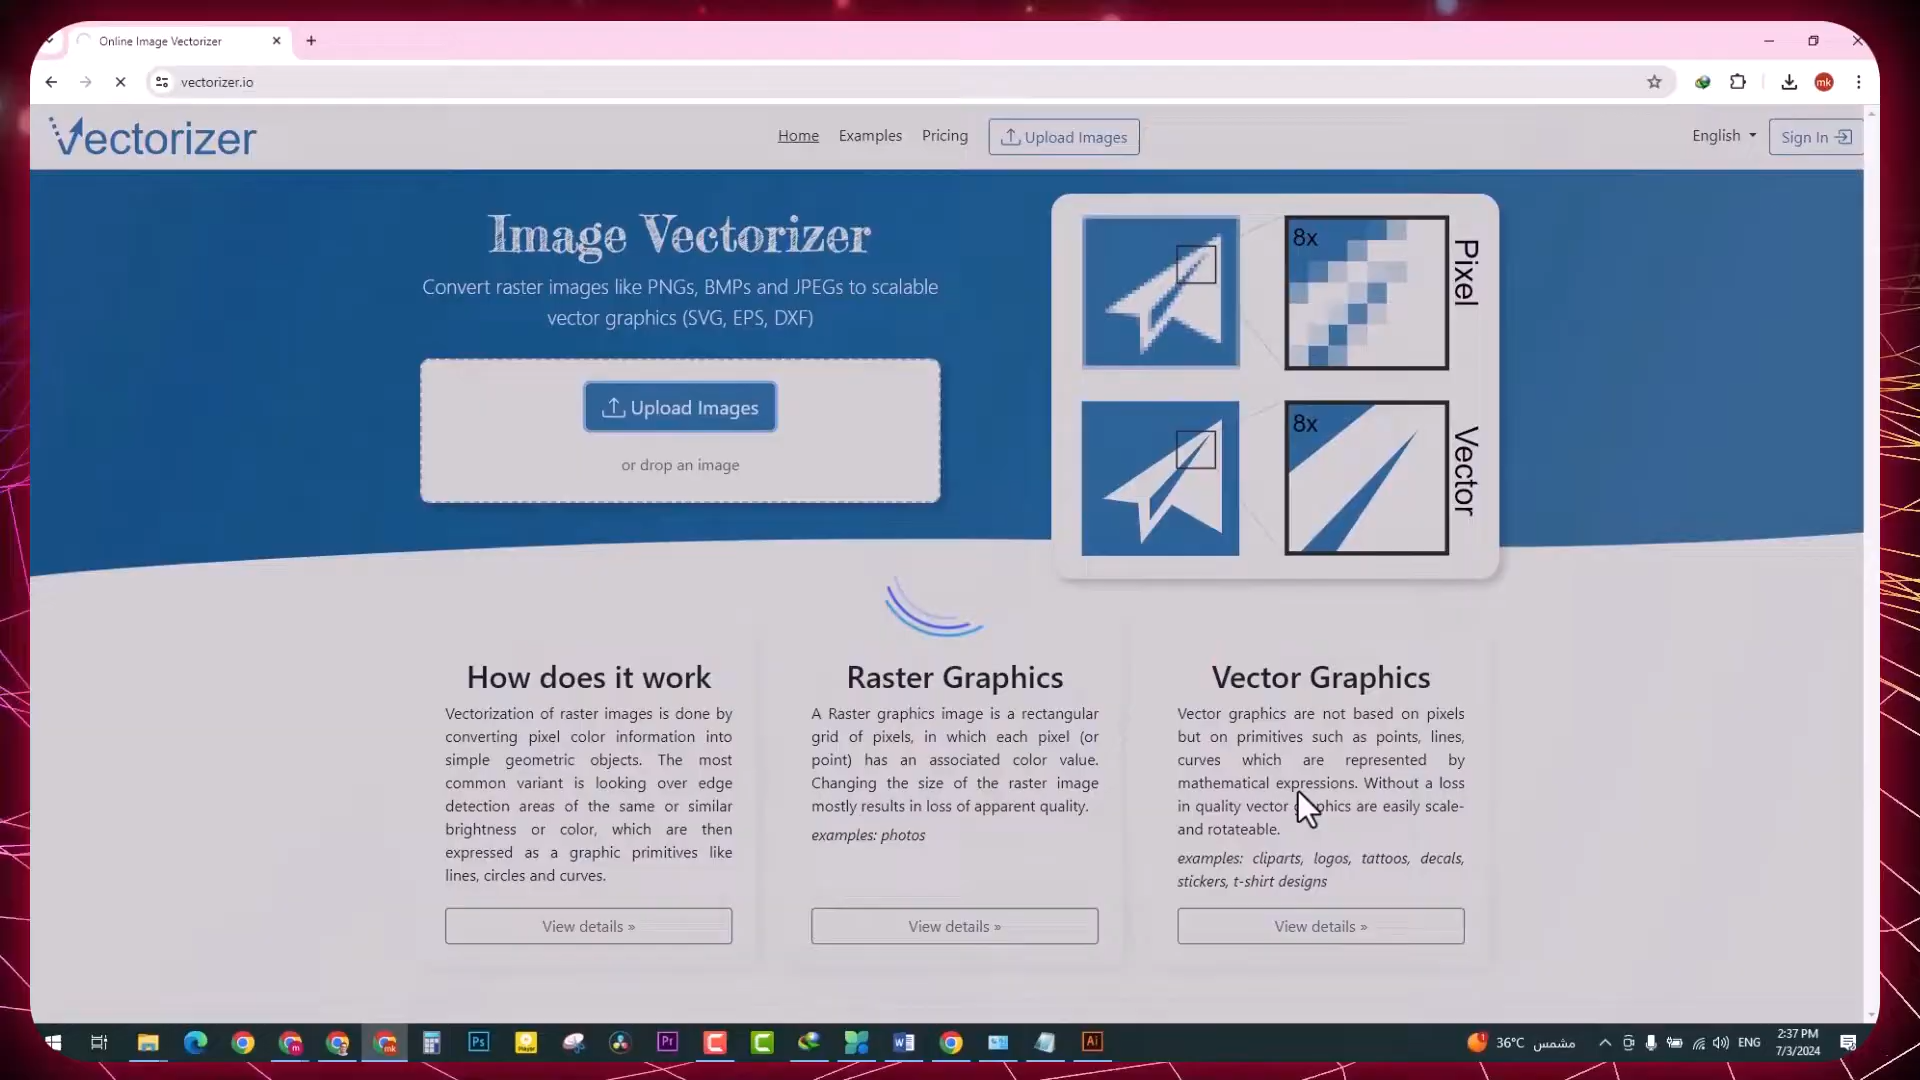 Online Image Vectorizer
vectorizer.io
mk
Vectorizer
Home
Examples
Pricing
Upload Images
English
Sign In
Image Vectorizer
Convert raster images like PNGs, BMPs and JPEGs to scalable
vector graphics (SVG, EPS, DXF)
Upload Images
or drop an image
8x
Pixel
8x
Vector
How does it work
Vectorization of raster images is done by
converting pixel color information into
simple geometric objects. The most
common variant is looking over edge
detection areas of the same or similar
brightness or color, which are then
expressed as a graphic primitives like
lines, circles and curves.
View details »
Raster Graphics
A Raster graphics image is a rectangular
grid of pixels, in which each pixel (or
point) has an associated color value.
Changing the size of the raster image
mostly results in loss of apparent quality.
examples: photos
View details »
Vector Graphics
Vector graphics are not based on pixels
but on primitives such as points, lines,
curves which are represented by
mathematical expressions. Without a loss
in quality vector graphics are easily scale-
and rotateable.
examples: cliparts, logos, tattoos, decals,
stickers, t-shirt designs
View details »
Ps
Pr
Ai
36°C مشمس
ENG
2:37 PM
7/3/2024